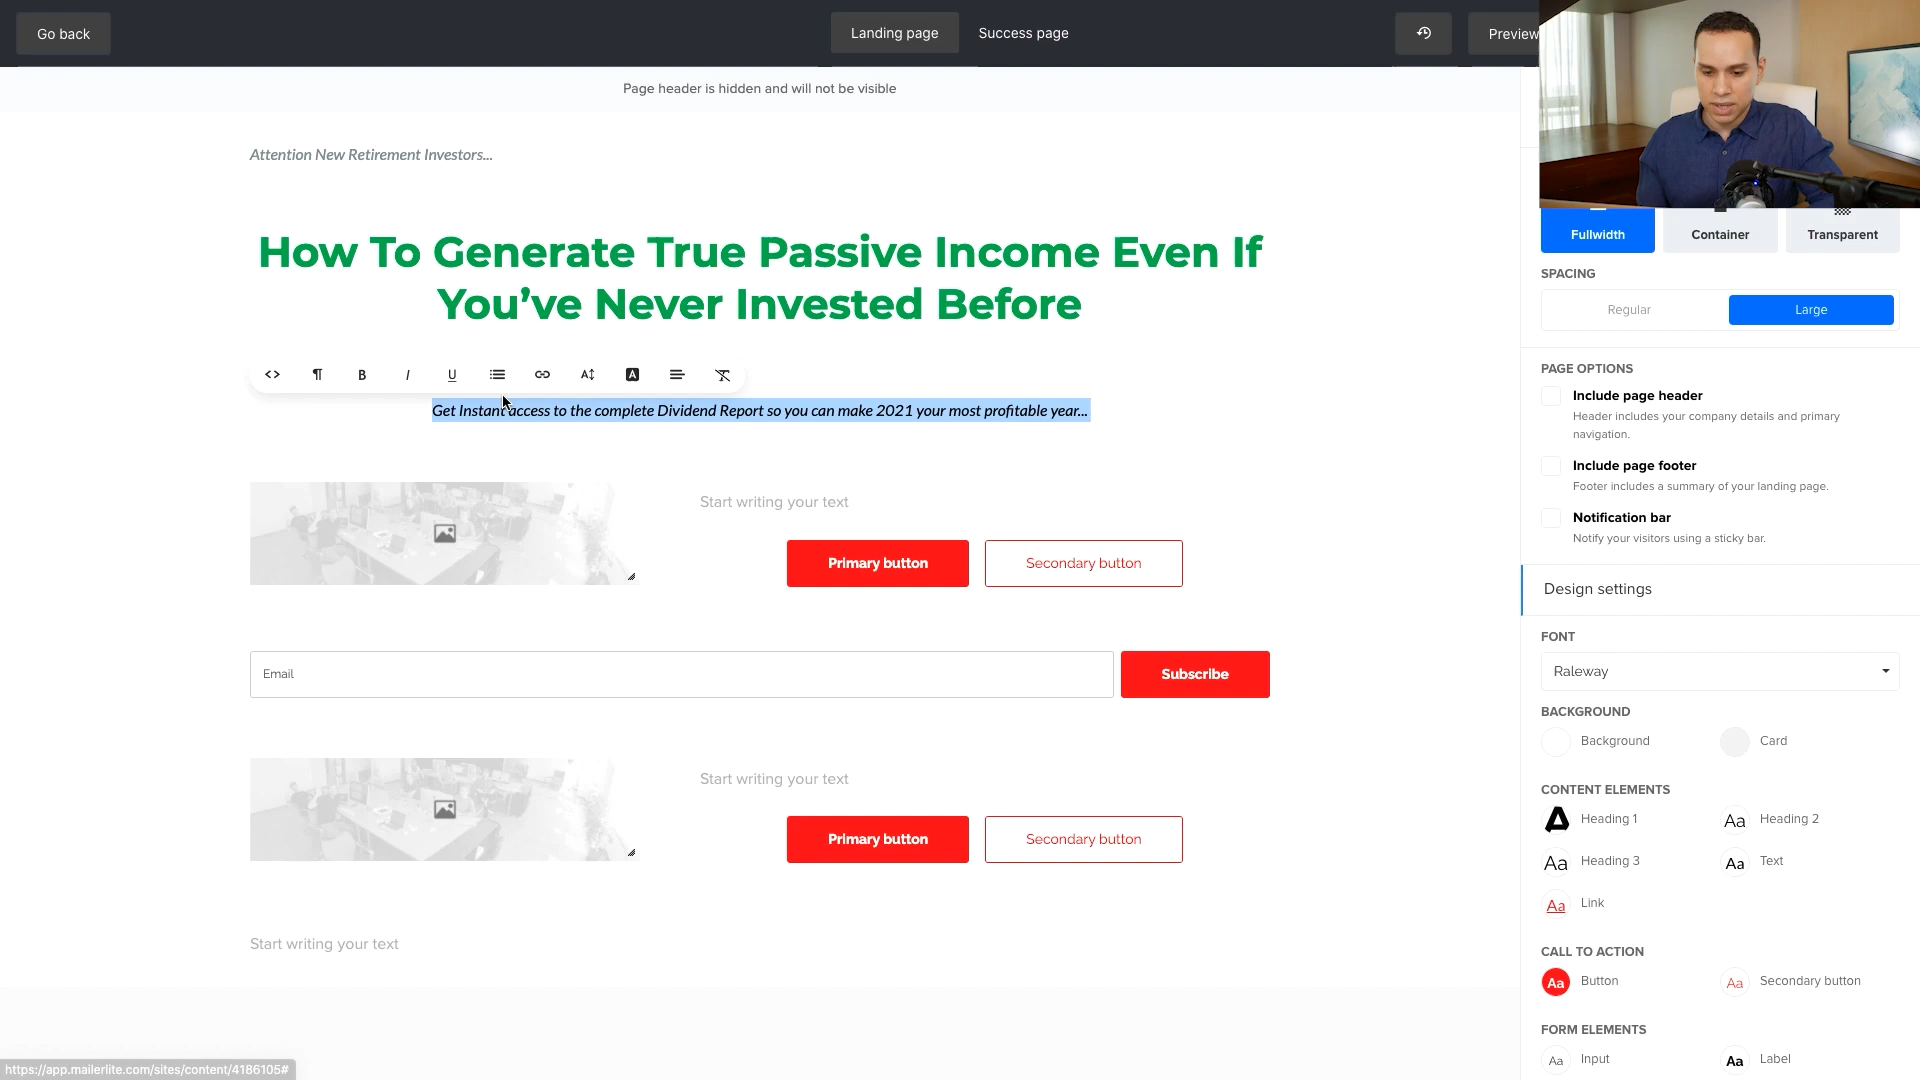 Go back
Landing page
Success page
Preview
Page header is hidden and will not be visible
Attention New Retirement Investors...
How To Generate True Passive Income Even If
You’ve Never Invested Before
Get Instant access to the complete Dividend Report so you can make 2021 your most profitable year...
Start writing your text
Primary button
Secondary button
Email
Subscribe
Start writing your text
Primary button
Secondary button
Start writing your text
https://app.mailerlite.com/sites/content/4186105#
Fullwidth
Container
Transparent
SPACING
Regular
Large
PAGE OPTIONS
Include page header
Header includes your company details and primary
navigation.
Include page footer
Footer includes a summary of your landing page.
Notification bar
Notify your visitors using a sticky bar.
Design settings
FONT
Raleway
BACKGROUND
Background
Card
CONTENT ELEMENTS
Heading 1
Aa Heading 2
Aa Heading 3
Aa Text
Aa Link
CALL TO ACTION
Aa Button
Aa Secondary button
FORM ELEMENTS
Aa Input
Aa Label